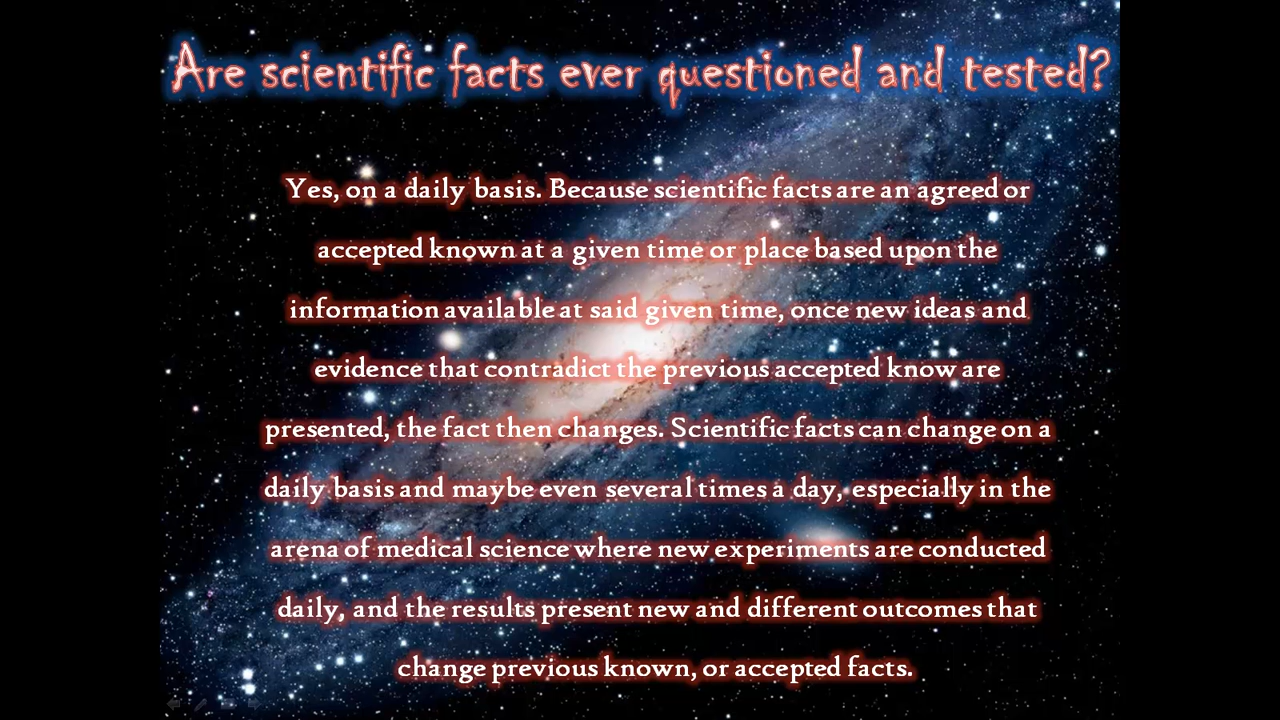 Are scientific facts ever questioned and tested?
Yes, on a daily basis. Because scientific facts are an agreed or
accepted known at a given time or place based upon the
information available at said given time, once new ideas and
evidence that contradict the previous accepted know are
presented, the fact then changes. Scientific facts can change on a
daily basis and maybe even several times a day, especially in the
arena of medical science where new experiments are conducted
daily, and the results present new and different outcomes that
change previous known, or accepted facts.